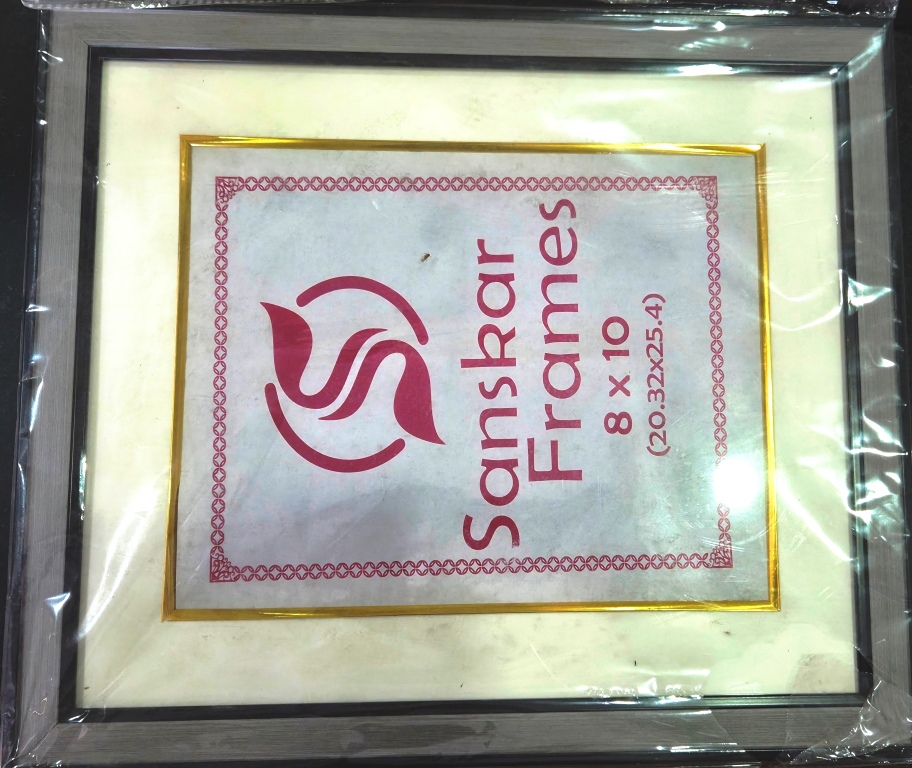 Sanskar
Frames
8 x 10
(20.32x25.4)